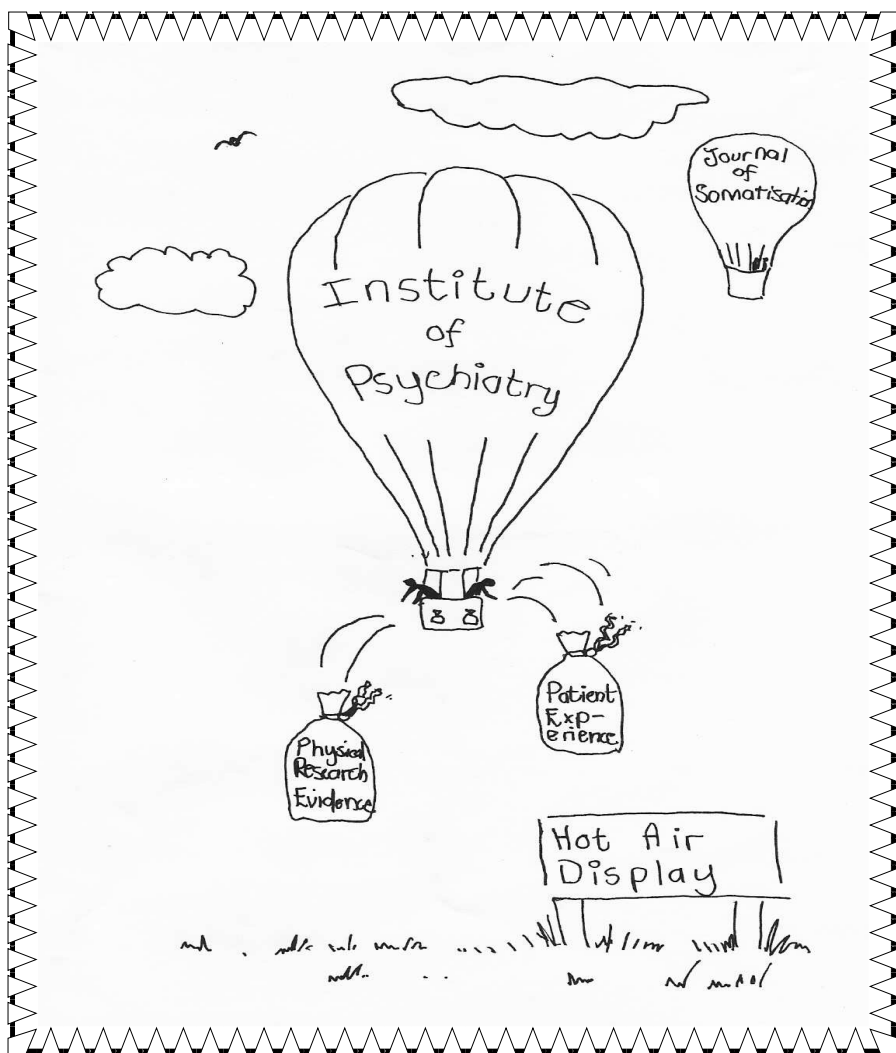 Journal
of
Somatisation
Institute
of
Psychiatry
Patient
Exp-
erience.
Physical
Research
Evidence.
Hot Air
Display